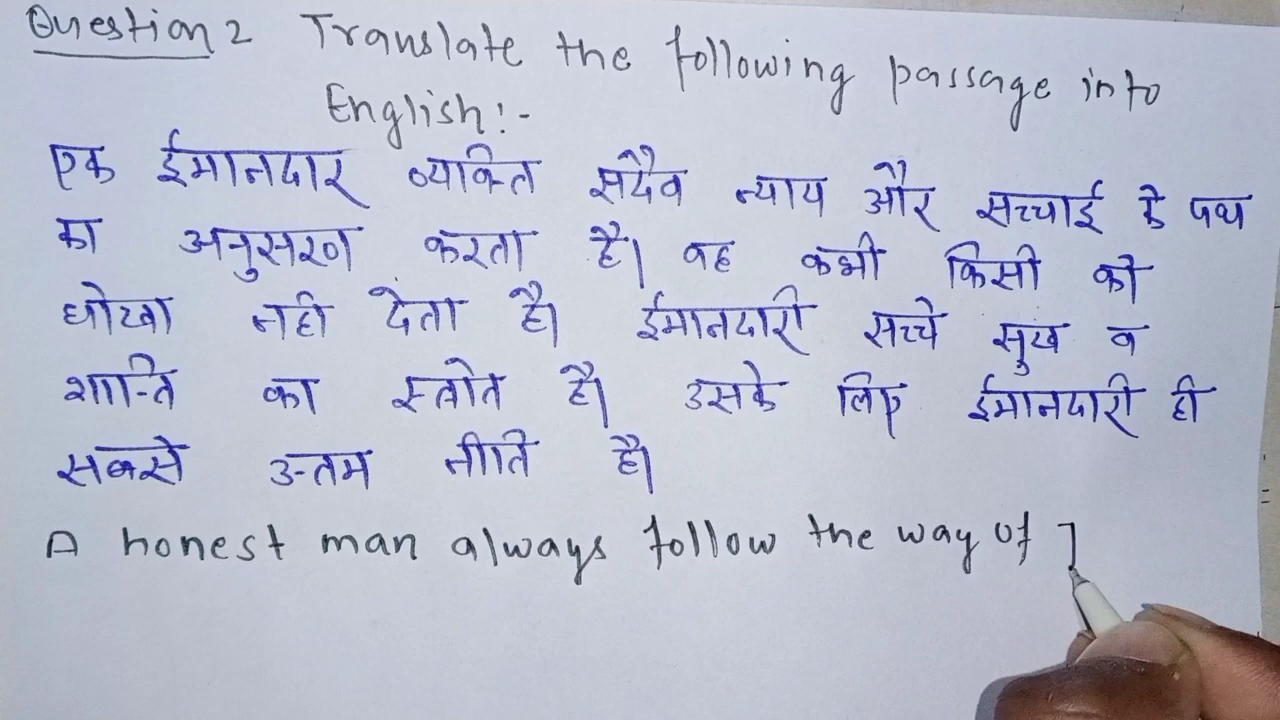 Question 2 Translate the following passage into
English:-
एक ईमानदार व्यक्ति सदैव न्याय और सच्चाई के पथ
का अनुसरण करता है। वह कभी किसी को
धोखा नही देता है। ईमानदारी सच्चे सुख व
शान्ति का स्त्रोत है। उसके लिए ईमानदारी ही
सबसे उत्तम नीति है।
A honest man always follow the way of